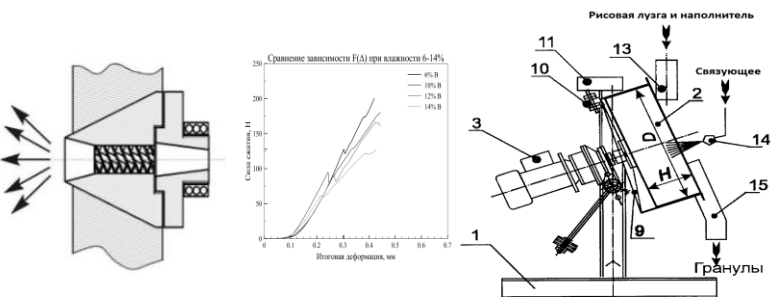 Сравнение зависимости F(Δ) при влажности 6-14%
250
200
150
100
50
0
Сила сжатия, Н
6% В
10% В
12% В
14% В
0
0.1
0.2
0.3
0.4
0.5
0.6
0.7
Итоговая деформация, мм
Рисовая лузга и наполнитель
11
13
Связующее
10
2
3
D
14
H
15
9
1
Гранулы